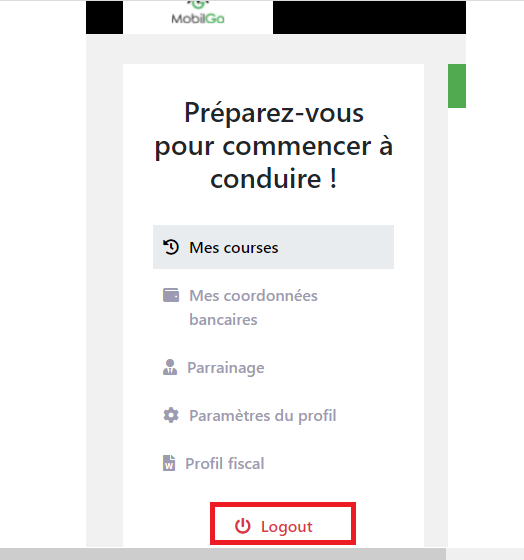 MobilGo
Préparez-vous
pour commencer à
conduire !
Mes courses
Mes coordonnées
bancaires
Parrainage
Paramètres du profil
Profil fiscal
Logout